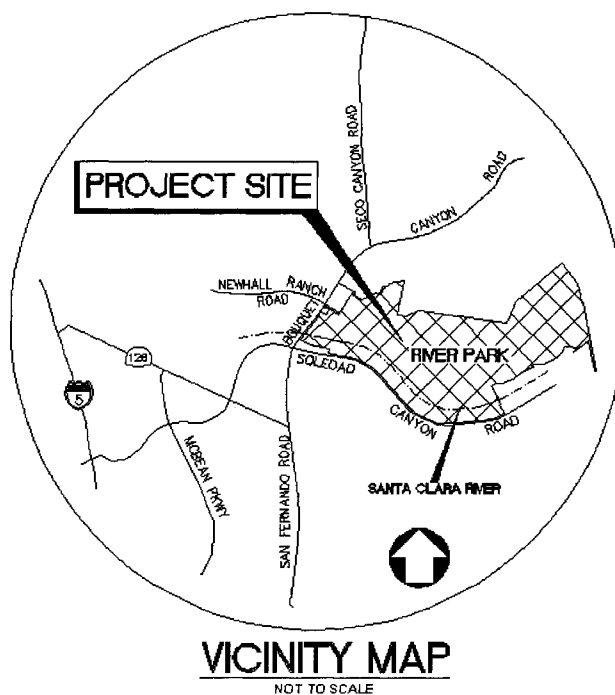 SECO CANYON ROAD
PROJECT SITE
CANYON ROAD
NEWHALL RANCH
ROAD
BOUQUET
RIVER PARK
SOLEDAD CANYON ROAD
126
5
MCBEAN PKWY
SAN FERNANDO ROAD
SANTA CLARA RIVER
VICINITY MAP
NOT TO SCALE